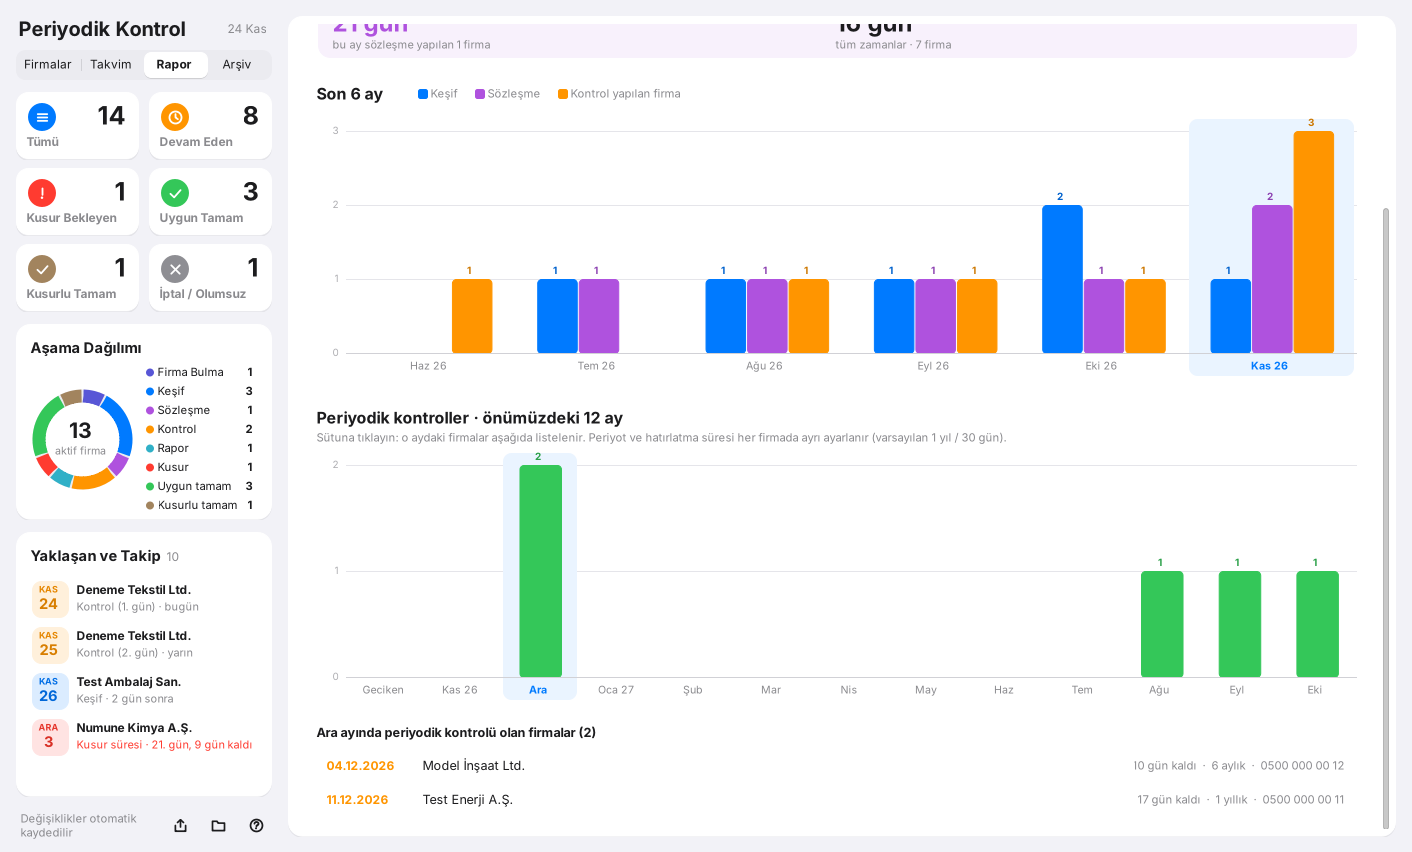 Periyodik Kontrol
24 Kas
Firmalar
Takvim
Rapor
Arşiv
14
Tümü
8
Devam Eden
1
Kusur Bekleyen
3
Uygun Tamam
1
Kusurlu Tamam
1
İptal / Olumsuz
Aşama Dağılımı
13
aktif firma
Firma Bulma 1
Keşif 3
Sözleşme 1
Kontrol 2
Rapor 1
Kusur 1
Uygun tamam 3
Kusurlu tamam 1
Yaklaşan ve Takip 10
KAS
24
Deneme Tekstil Ltd.
Kontrol (1. gün) · bugün
KAS
25
Deneme Tekstil Ltd.
Kontrol (2. gün) · yarın
KAS
26
Test Ambalaj San.
Keşif · 2 gün sonra
ARA
3
Numune Kimya A.Ş.
Kusur süresi · 21. gün, 9 gün kaldı
Değişiklikler otomatik
kaydedilir
21 gün
bu ay sözleşme yapılan 1 firma
gün
tüm zamanlar · 7 firma
Son 6 ay
Keşif
Sözleşme
Kontrol yapılan firma
3
2
1
0
1
1 1
1 1 1
1 1 1
2 1 1
1 2 3
Haz 26
Tem 26
Ağu 26
Eyl 26
Eki 26
Kas 26
Periyodik kontroller · önümüzdeki 12 ay
Sütuna tıklayın: o aydaki firmalar aşağıda listelenir. Periyot ve hatırlatma süresi her firmada ayrı ayarlanır (varsayılan 1 yıl / 30 gün).
2
1
0
2
1
1
1
Geciken
Kas 26
Ara
Oca 27
Şub
Mar
Nis
May
Haz
Tem
Ağu
Eyl
Eki
Ara ayında periyodik kontrolü olan firmalar (2)
04.12.2026 Model İnşaat Ltd. 10 gün kaldı · 6 aylık · 0500 000 00 12
11.12.2026 Test Enerji A.Ş. 17 gün kaldı · 1 yıllık · 0500 000 00 11